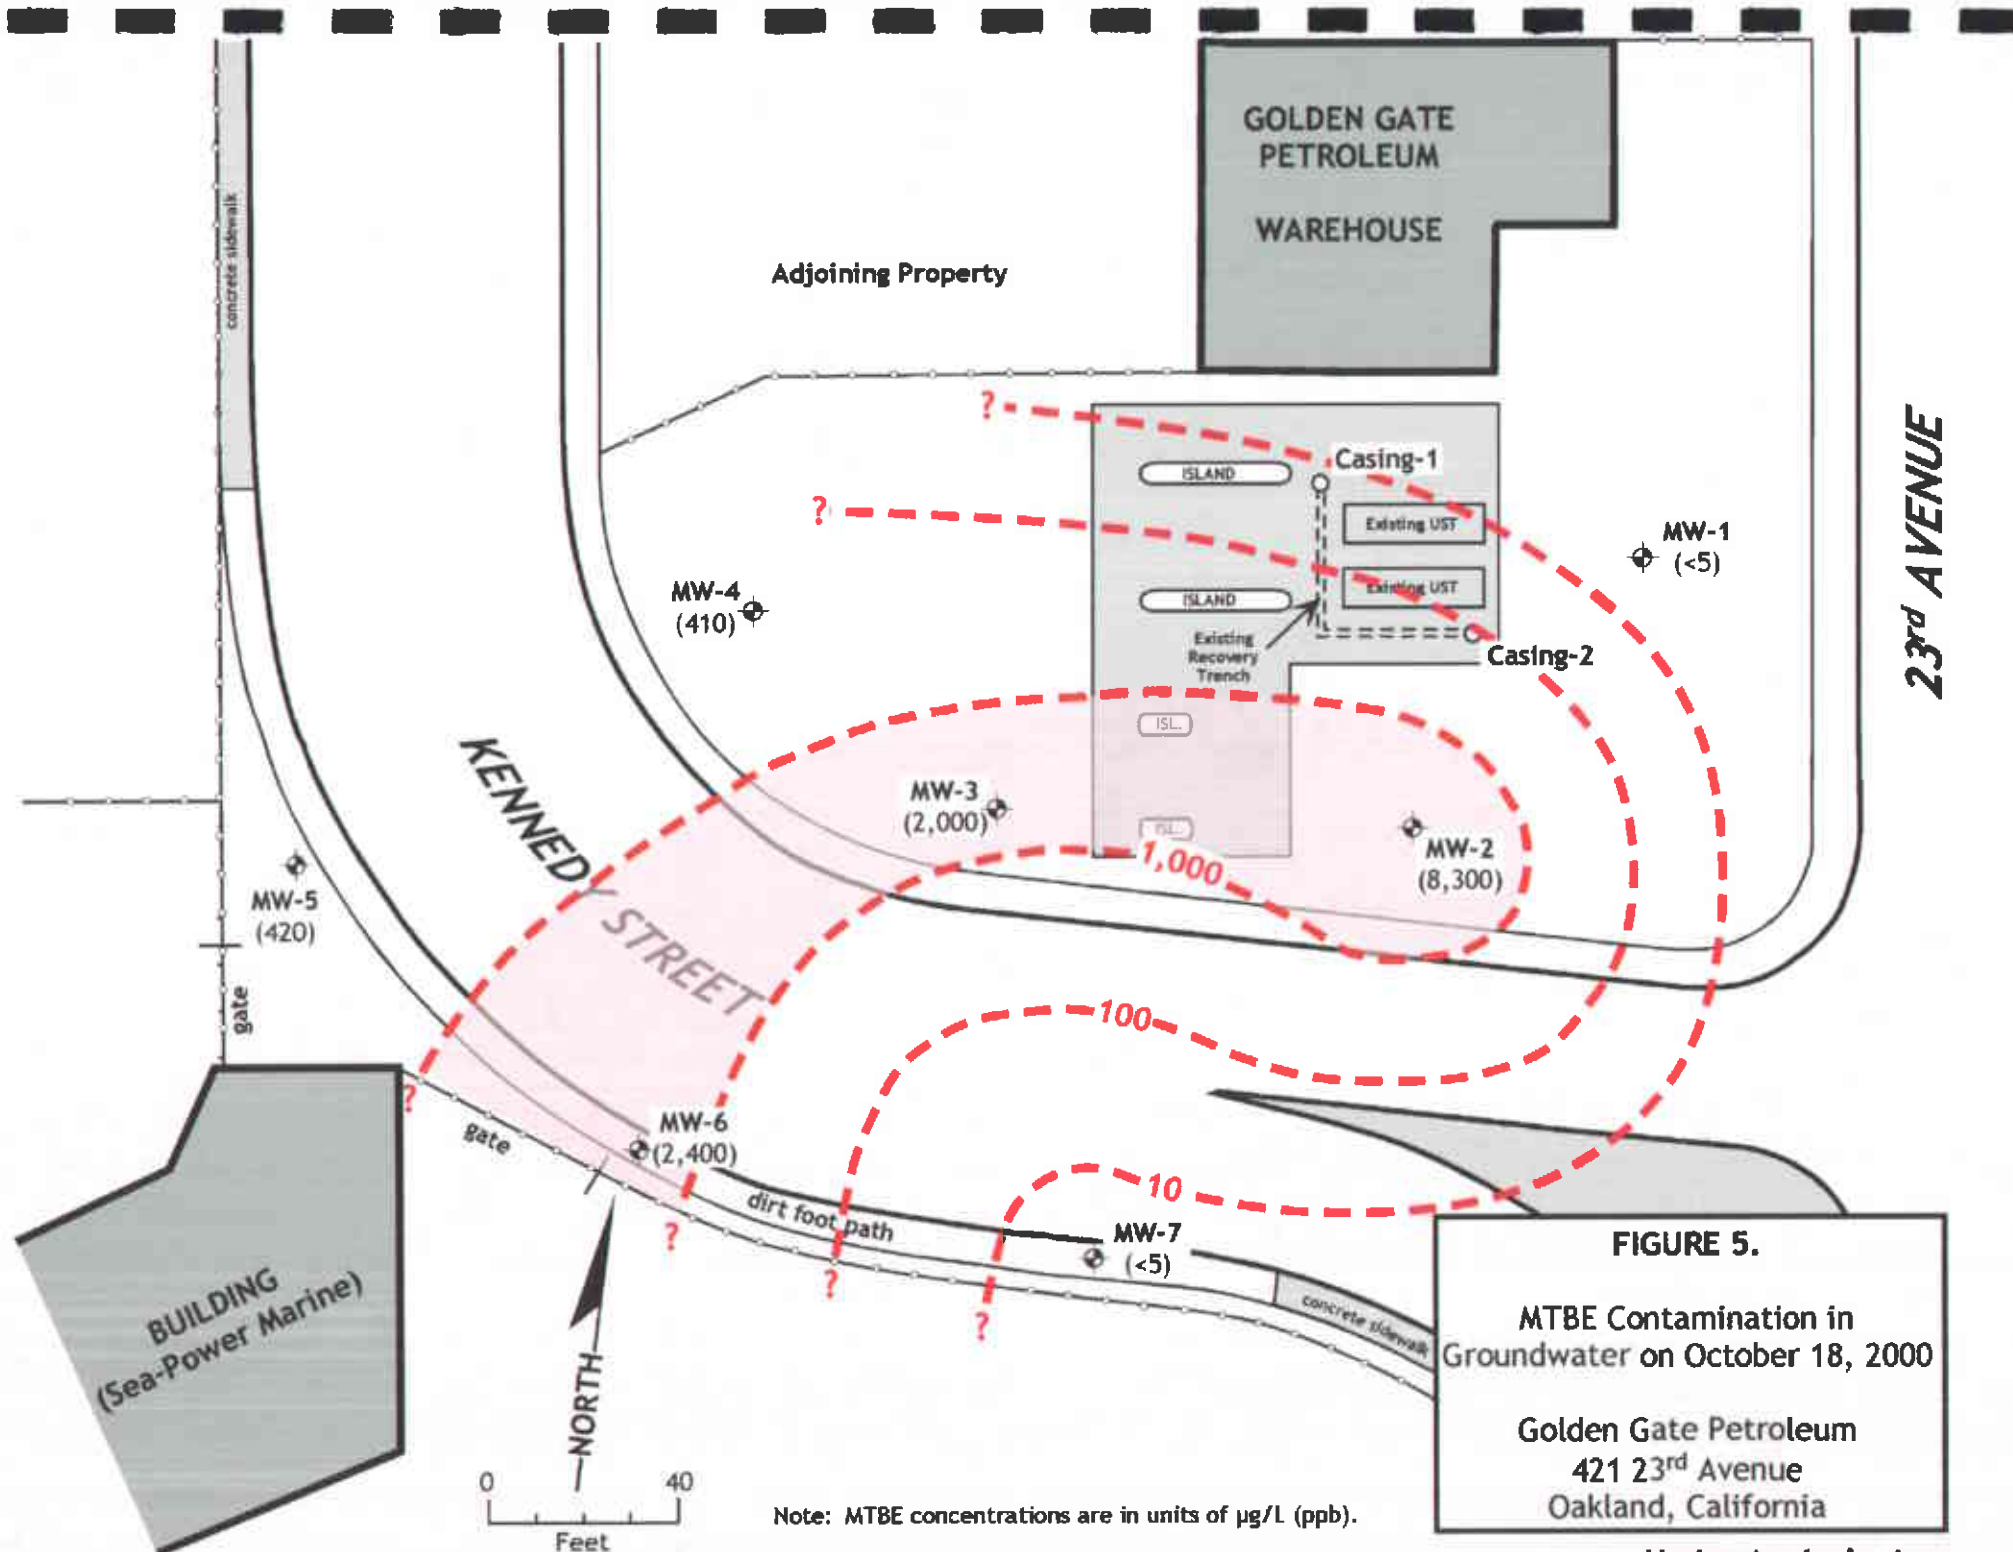 GOLDEN GATE
PETROLEUM
WAREHOUSE
concrete sidewalk
Adjoining Property
?
Casing-1
ISLAND
Existing UST
?
MW-1
(<5)
23rd AVENUE
MW-4
(410)
ISLAND
Existing UST
Existing
Recovery
Trench
Casing-2
ISL.
KENNEDY STREET
MW-3
(2,000)
ISL.
1,000
MW-2
(8,300)
MW-5
(420)
gate
100
?
gate
MW-6
(2,400)
10
dirt foot path
?
MW-7
(<5)
?
?
concrete sidewalk
BUILDING
(Sea-Power Marine)
NORTH
0 40
Feet
Note: MTBE concentrations are in units of µg/L (ppb).
FIGURE 5.
MTBE Contamination in
Groundwater on October 18, 2000
Golden Gate Petroleum
421 23rd Avenue
Oakland, California